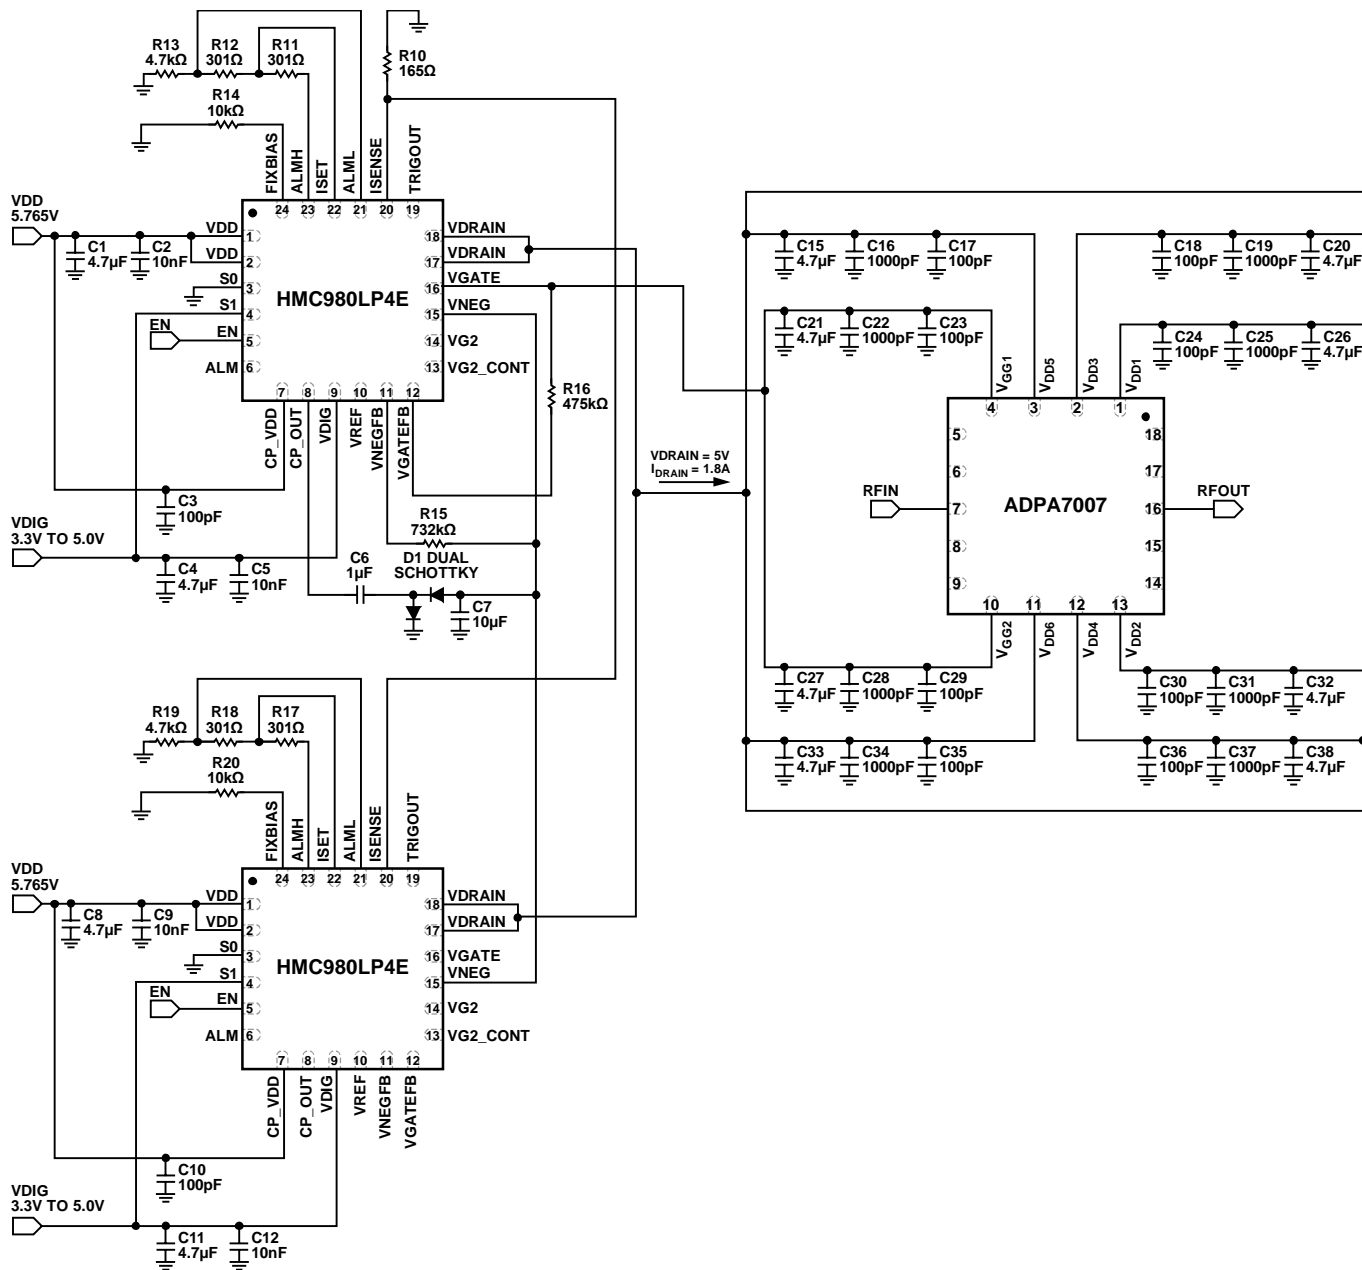 R13
4.7kΩ
R12
301Ω
R11
301Ω
R14
10kΩ
R10
165Ω
FIXBIAS
ALMH
ISET
ALML
ISENSE
TRIGOUT
24
23
22
21
20
19
VDD
5.765V
C1
4.7µF
C2
10nF
VDD
VDD
S0
S1
EN
EN
ALM
1
2
3
4
5
6
HMC980LP4E
18
17
16
15
14
13
VDRAIN
VDRAIN
VGATE
VNEG
VG2
VG2_CONT
7
8
9
10
11
12
CP_VDD
CP_OUT
VDIG
VREF
VNEGFB
VGATEFB
R16
475kΩ
C3
100pF
VDIG
3.3V TO 5.0V
C4
4.7µF
C5
10nF
R15
732kΩ
C6
1µF
D1 DUAL
SCHOTTKY
C7
10µF
VDRAIN = 5V
IDRAIN = 1.8A
C15
4.7µF
C16
1000pF
C17
100pF
C18
100pF
C19
1000pF
C20
4.7µF
C21
4.7µF
C22
1000pF
C23
100pF
C24
100pF
C25
1000pF
C26
4.7µF
VGG1
VDD5
VDD3
VDD1
4
3
2
1
5
6
7
8
9
18
17
16
15
14
RFIN
ADPA7007
RFOUT
10
11
12
13
VGG2
VDD6
VDD4
VDD2
C27
4.7µF
C28
1000pF
C29
100pF
C30
100pF
C31
1000pF
C32
4.7µF
C33
4.7µF
C34
1000pF
C35
100pF
C36
100pF
C37
1000pF
C38
4.7µF
R19
4.7kΩ
R18
301Ω
R17
301Ω
R20
10kΩ
FIXBIAS
ALMH
ISET
ALML
ISENSE
TRIGOUT
24
23
22
21
20
19
VDD
5.765V
C8
4.7µF
C9
10nF
VDD
VDD
S0
S1
EN
EN
ALM
1
2
3
4
5
6
HMC980LP4E
18
17
16
15
14
13
VDRAIN
VDRAIN
VGATE
VNEG
VG2
VG2_CONT
7
8
9
10
11
12
CP_VDD
CP_OUT
VDIG
VREF
VNEGFB
VGATEFB
C10
100pF
VDIG
3.3V TO 5.0V
C11
4.7µF
C12
10nF